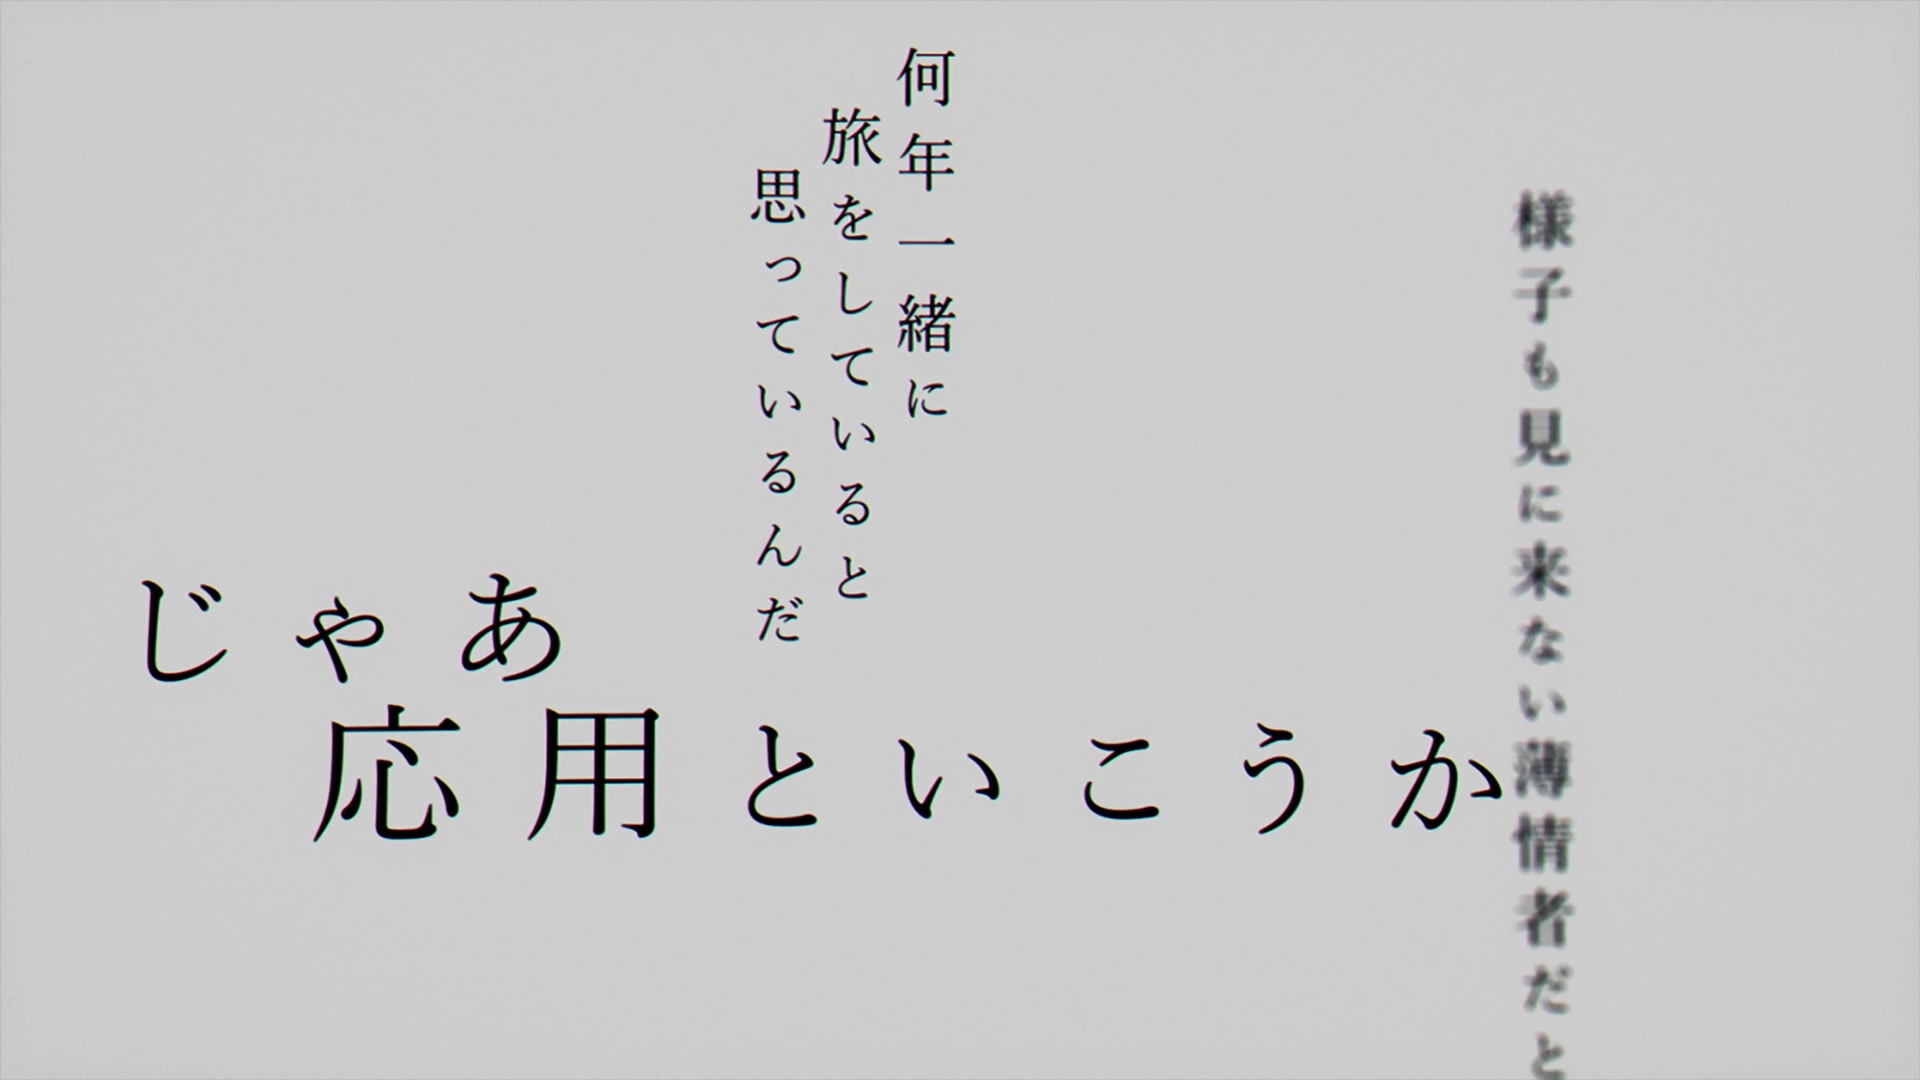 様子も見に来ない薄情者だと
何年一緒に
旅をしていると
思っているんだ
じゃあ
応用といこうか